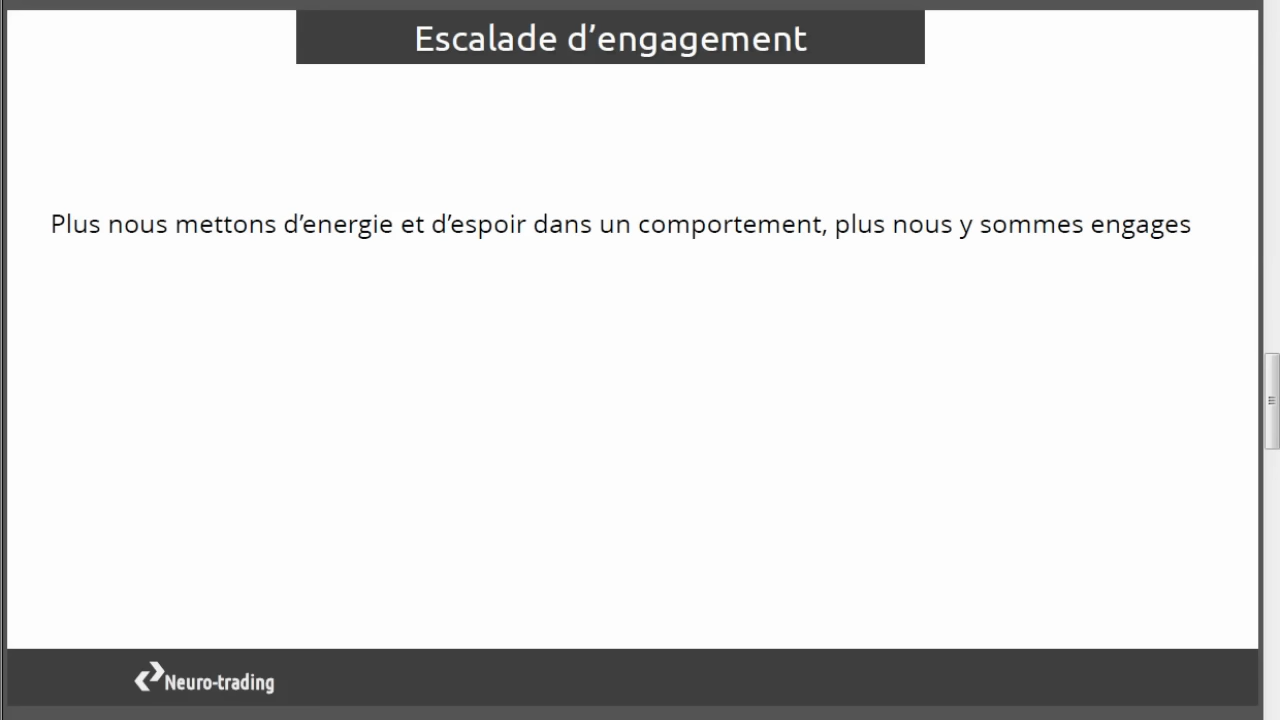 Escalade d’engagement
Plus nous mettons d’energie et d’espoir dans un comportement, plus nous y sommes engages
Neuro-trading